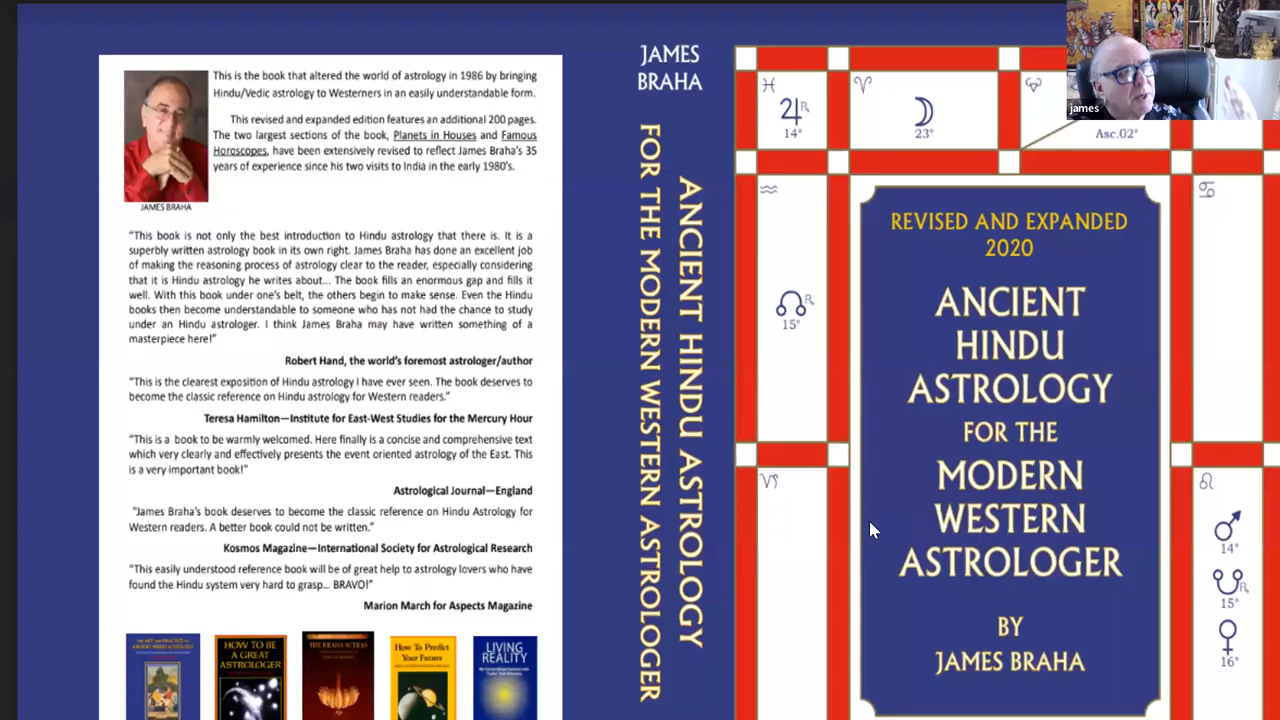 This is the book that altered the world of astrology in 1986 by bringing
Hindu/Vedic astrology to Westerners in an easily understandable form.
This revised and expanded edition features an additional 200 pages.
The two largest sections of the book, Planets in Houses and Famous
Horoscopes, have been extensively revised to reflect James Braha's 35
years of experience since his two visits to India in the early 1980's.
JAMES BRAHA
"This book is not only the best introduction to Hindu astrology that there is. It is a
superbly written astrology book in its own right. James Braha has done an excellent job
of making the reasoning process of astrology clear to the reader, especially considering
that it is Hindu astrology he writes about... The book fills an enormous gap and fills it
well. With this book under one's belt, the others begin to make sense. Even the Hindu
books then become understandable to someone who has not had the chance to study
under an Hindu astrologer. I think James Braha may have written something of a
masterpiece here!"
Robert Hand, the world's foremost astrologer/author
"This is the clearest exposition of Hindu astrology I have ever seen. The book deserves to
become the classic reference on Hindu astrology for Western readers."
Teresa Hamilton—Institute for East-West Studies for the Mercury Hour
"This is a book to be warmly welcomed. Here finally is a concise and comprehensive text
which very clearly and effectively presents the event oriented astrology of the East. This
is a very important book!"
Astrological Journal—England
"James Braha's book deserves to become the classic reference on Hindu Astrology for
Western readers. A better book could not be written."
Kosmos Magazine—International Society for Astrological Research
"This easily understood reference book will be of great help to astrology lovers who have
found the Hindu system very hard to grasp... BRAVO!"
Marion March for Aspects Magazine
HOW TO BE
A GREAT
ASTROLOGER
THE BRAHA SUTRAS
How To Predict
Your Future
LIVING
REALITY
JAMES
BRAHA
ANCIENT HINDU ASTROLOGY
FOR THE MODERN WESTERN ASTROLOGER
♓ ♃℞
14°
♈ ☽
23°
Asc.02°
james
♒
☊℞
15°
♋
♑
♌
♂
14°
☋℞
15°
♀
16°
REVISED AND EXPANDED
2020
ANCIENT
HINDU
ASTROLOGY
FOR THE
MODERN
WESTERN
ASTROLOGER
BY
JAMES BRAHA